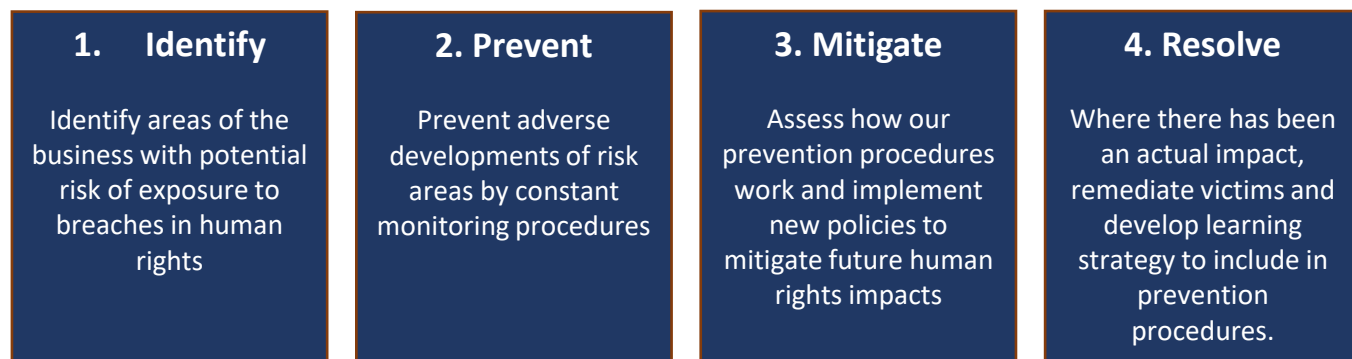 1. Identify
Identify areas of the
business with potential
risk of exposure to
breaches in human
rights
2. Prevent
Prevent adverse
developments of risk
areas by constant
monitoring procedures
3. Mitigate
Assess how our
prevention procedures
work and implement
new policies to
mitigate future human
rights impacts
4. Resolve
Where there has been
an actual impact,
remediate victims and
develop learning
strategy to include in
prevention
procedures.